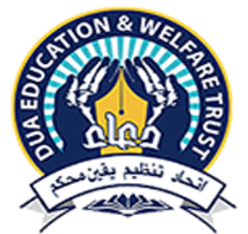 DUA EDUCATION & WELFARE TRUST
دعا
اتحاد تنظیم یقین محکم